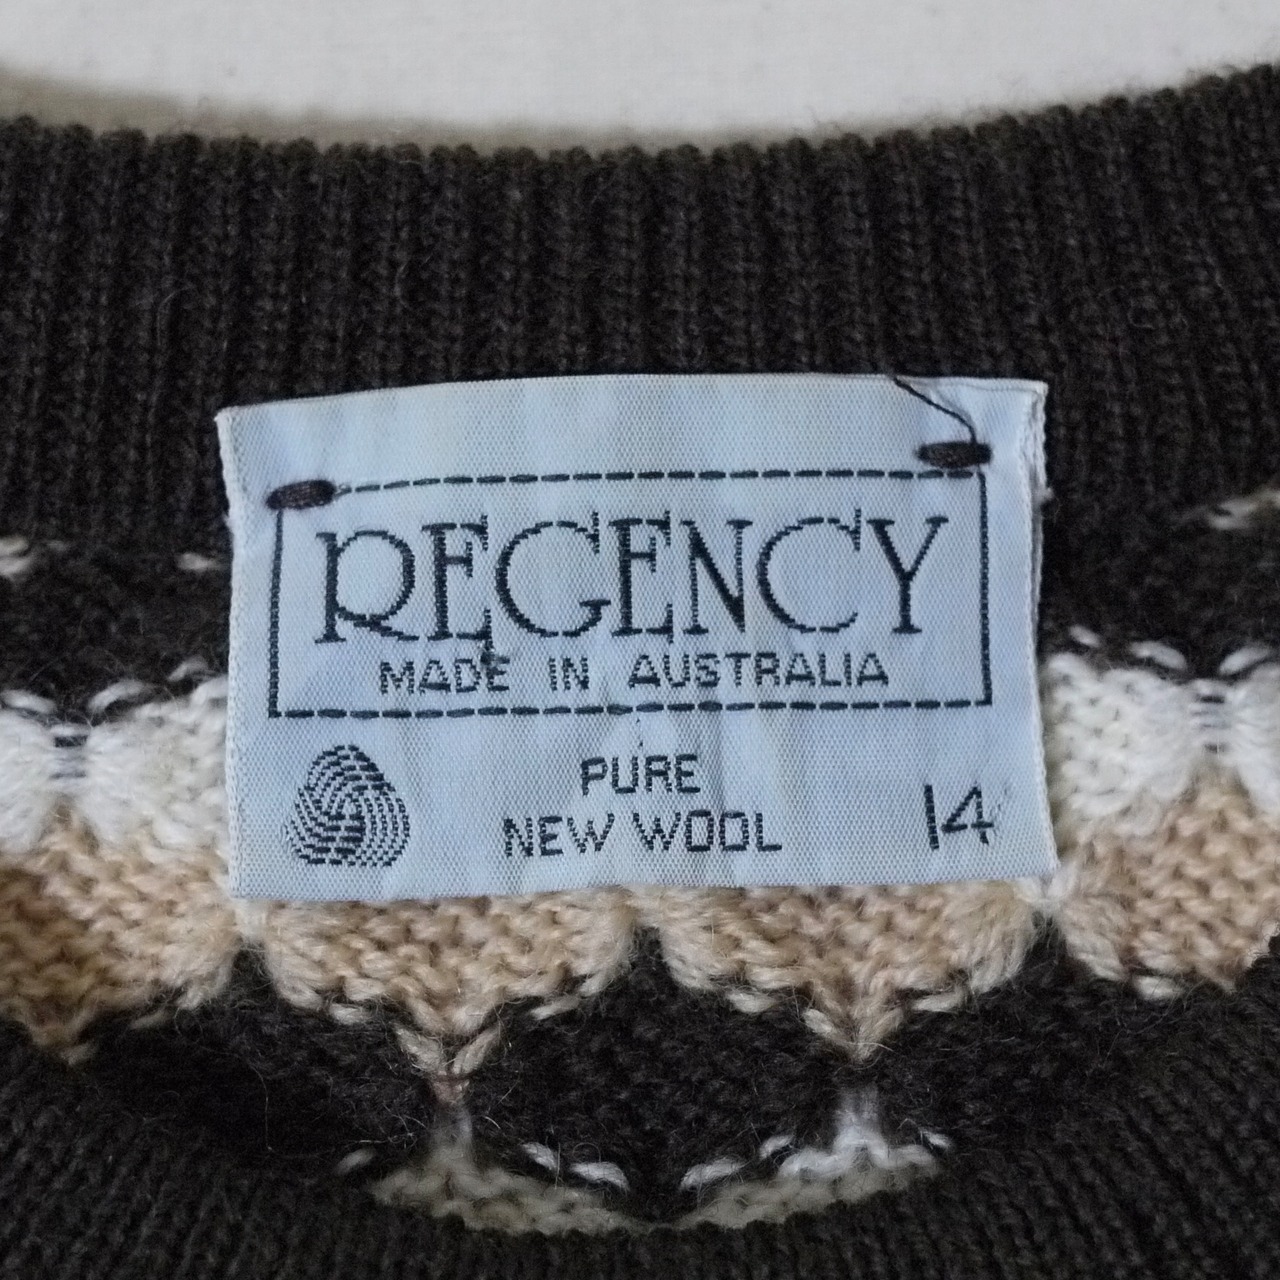 REGENCY
MADE IN AUSTRALIA
PURE
NEW WOOL
14